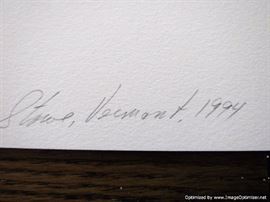 Stowe, Vermont, 1994
Optimized by www.ImageOptimizer.net